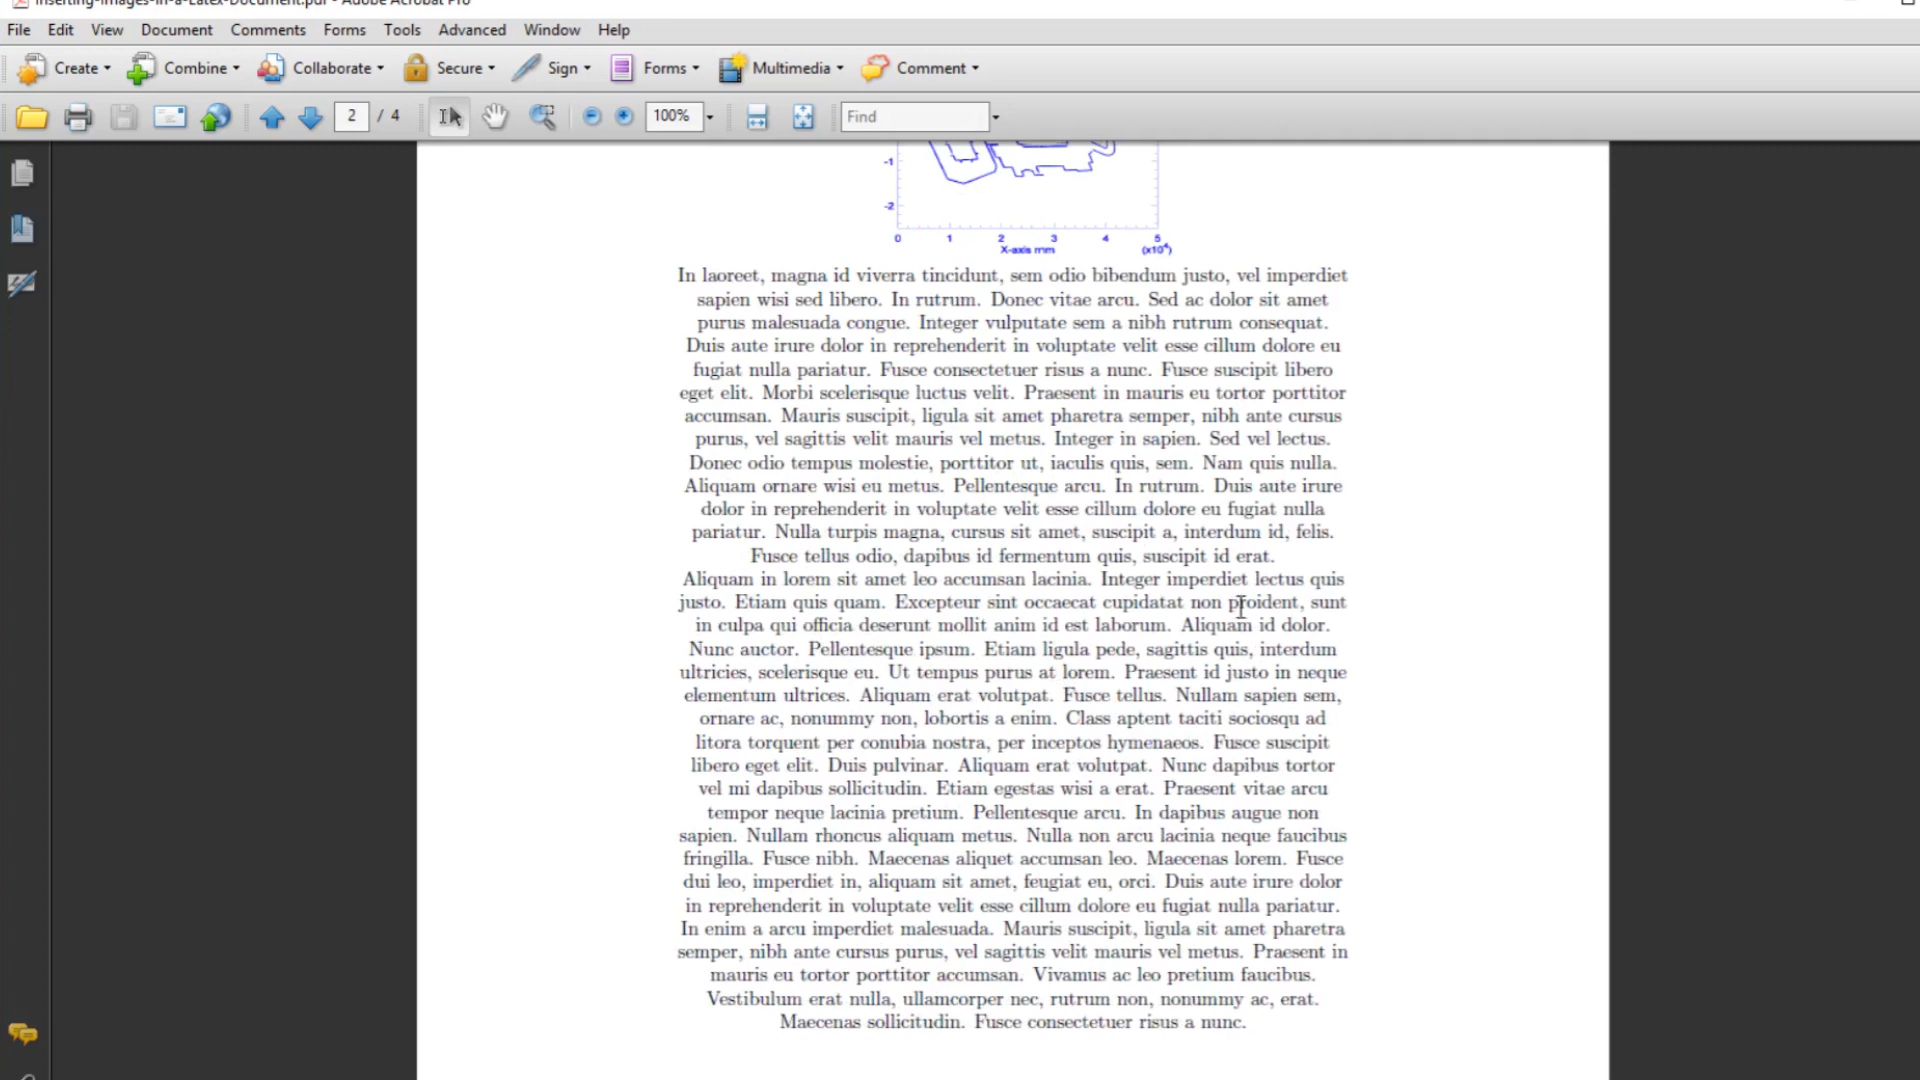 Inserting-Images-in-a-Latex-Document.pdf - Adobe Acrobat Pro
File Edit View Document Comments Forms Tools Advanced Window Help
Create Combine Collaborate Secure Sign Forms Multimedia Comment
2 / 4 100% Find
-1
-2
0 1 2 3 4 5
X-axis mm (x10⁴)
In laoreet, magna id viverra tincidunt, sem odio bibendum justo, vel imperdiet
sapien wisi sed libero. In rutrum. Donec vitae arcu. Sed ac dolor sit amet
purus malesuada congue. Integer vulputate sem a nibh rutrum consequat.
Duis aute irure dolor in reprehenderit in voluptate velit esse cillum dolore eu
fugiat nulla pariatur. Fusce consectetuer risus a nunc. Fusce suscipit libero
eget elit. Morbi scelerisque luctus velit. Praesent in mauris eu tortor porttitor
accumsan. Mauris suscipit, ligula sit amet pharetra semper, nibh ante cursus
purus, vel sagittis velit mauris vel metus. Integer in sapien. Sed vel lectus.
Donec odio tempus molestie, porttitor ut, iaculis quis, sem. Nam quis nulla.
Aliquam ornare wisi eu metus. Pellentesque arcu. In rutrum. Duis aute irure
dolor in reprehenderit in voluptate velit esse cillum dolore eu fugiat nulla
pariatur. Nulla turpis magna, cursus sit amet, suscipit a, interdum id, felis.
Fusce tellus odio, dapibus id fermentum quis, suscipit id erat.
Aliquam in lorem sit amet leo accumsan lacinia. Integer imperdiet lectus quis
justo. Etiam quis quam. Excepteur sint occaecat cupidatat non proident, sunt
in culpa qui officia deserunt mollit anim id est laborum. Aliquam id dolor.
Nunc auctor. Pellentesque ipsum. Etiam ligula pede, sagittis quis, interdum
ultricies, scelerisque eu. Ut tempus purus at lorem. Praesent id justo in neque
elementum ultrices. Aliquam erat volutpat. Fusce tellus. Nullam sapien sem,
ornare ac, nonummy non, lobortis a enim. Class aptent taciti sociosqu ad
litora torquent per conubia nostra, per inceptos hymenaeos. Fusce suscipit
libero eget elit. Duis pulvinar. Aliquam erat volutpat. Nunc dapibus tortor
vel mi dapibus sollicitudin. Etiam egestas wisi a erat. Praesent vitae arcu
tempor neque lacinia pretium. Pellentesque arcu. In dapibus augue non
sapien. Nullam rhoncus aliquam metus. Nulla non arcu lacinia neque faucibus
fringilla. Fusce nibh. Maecenas aliquet accumsan leo. Maecenas lorem. Fusce
dui leo, imperdiet in, aliquam sit amet, feugiat eu, orci. Duis aute irure dolor
in reprehenderit in voluptate velit esse cillum dolore eu fugiat nulla pariatur.
In enim a arcu imperdiet malesuada. Mauris suscipit, ligula sit amet pharetra
semper, nibh ante cursus purus, vel sagittis velit mauris vel metus. Praesent in
mauris eu tortor porttitor accumsan. Vivamus ac leo pretium faucibus.
Vestibulum erat nulla, ullamcorper nec, rutrum non, nonummy ac, erat.
Maecenas sollicitudin. Fusce consectetuer risus a nunc.